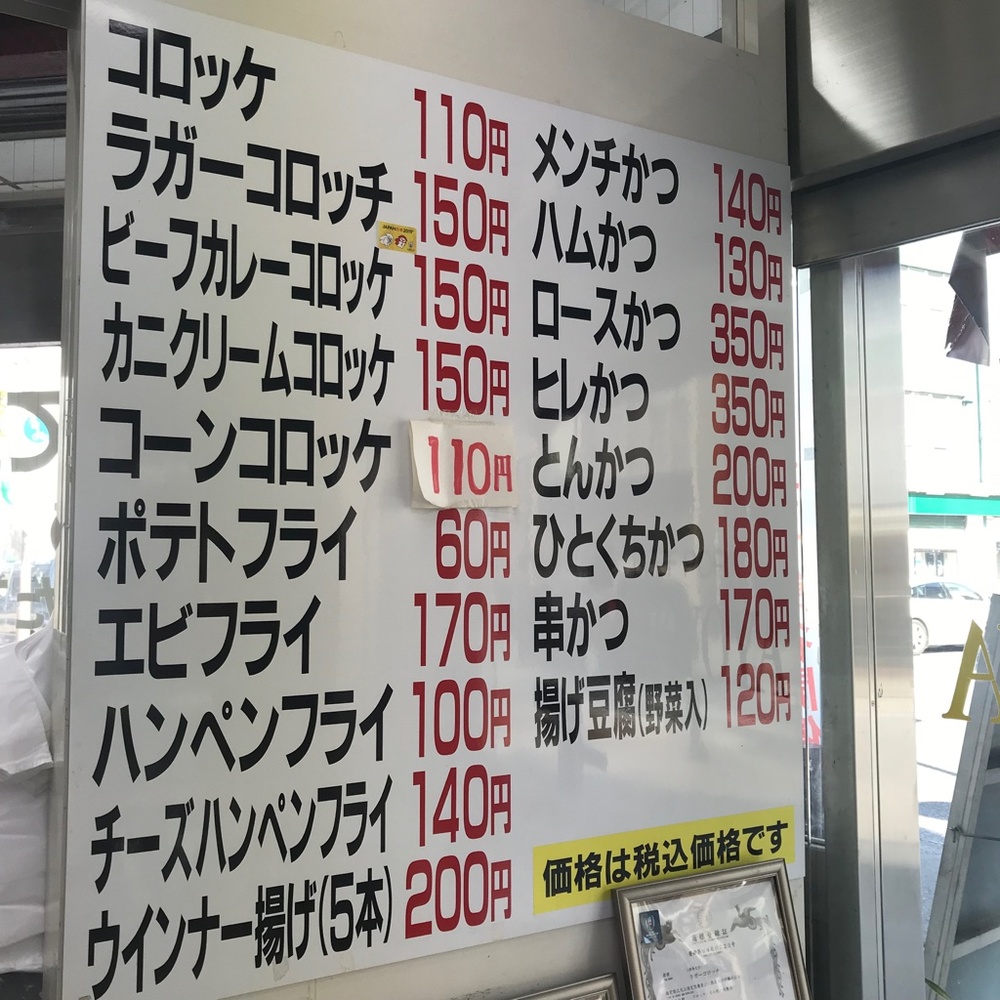 コロッケ 110円
ラガーコロッチ 150円
ビーフカレーコロッケ 150円
カニクリームコロッケ 150円
コーンコロッケ 110円
ポテトフライ 60円
エビフライ 170円
ハンペンフライ 100円
チーズハンペンフライ 140円
ウインナー揚げ(5本) 200円
メンチかつ 140円
ハムかつ 130円
ロースかつ 350円
ヒレかつ 350円
とんかつ 200円
ひとくちかつ 180円
串かつ 170円
揚げ豆腐(野菜入) 120円
価格は税込価格です
ラガーコロッケ